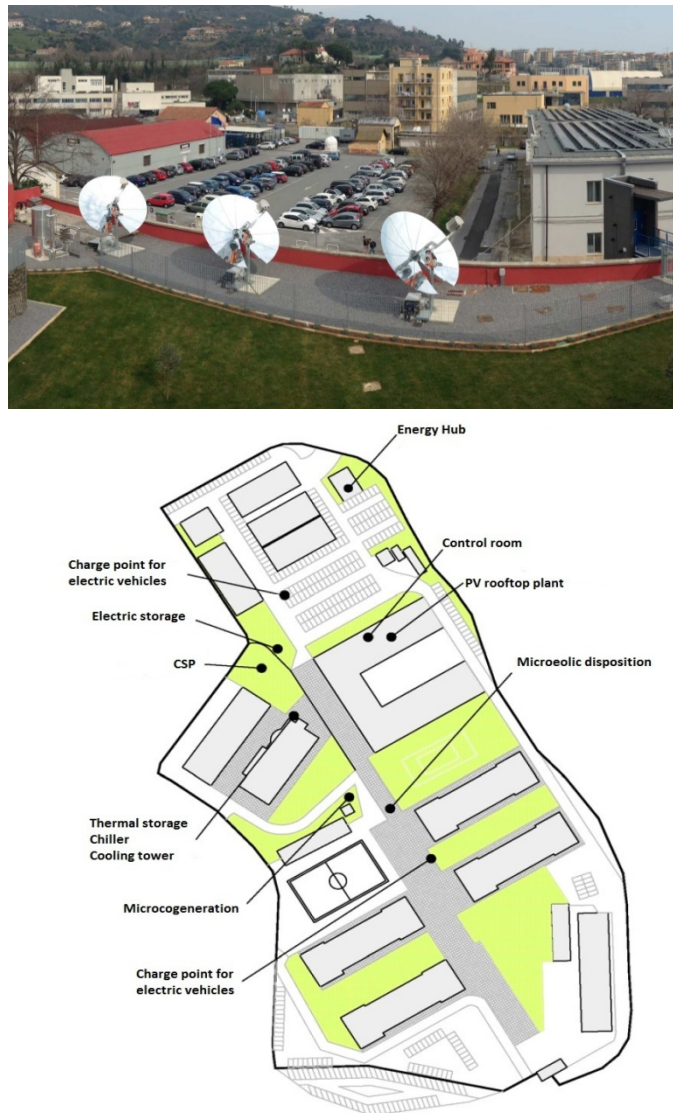 Energy Hub
Control room
PV rooftop plant
Charge point for
electric vehicles
Electric storage
CSP
Microeolic disposition
Thermal storage
Chiller
Cooling tower
Microcogeneration
Charge point for
electric vehicles